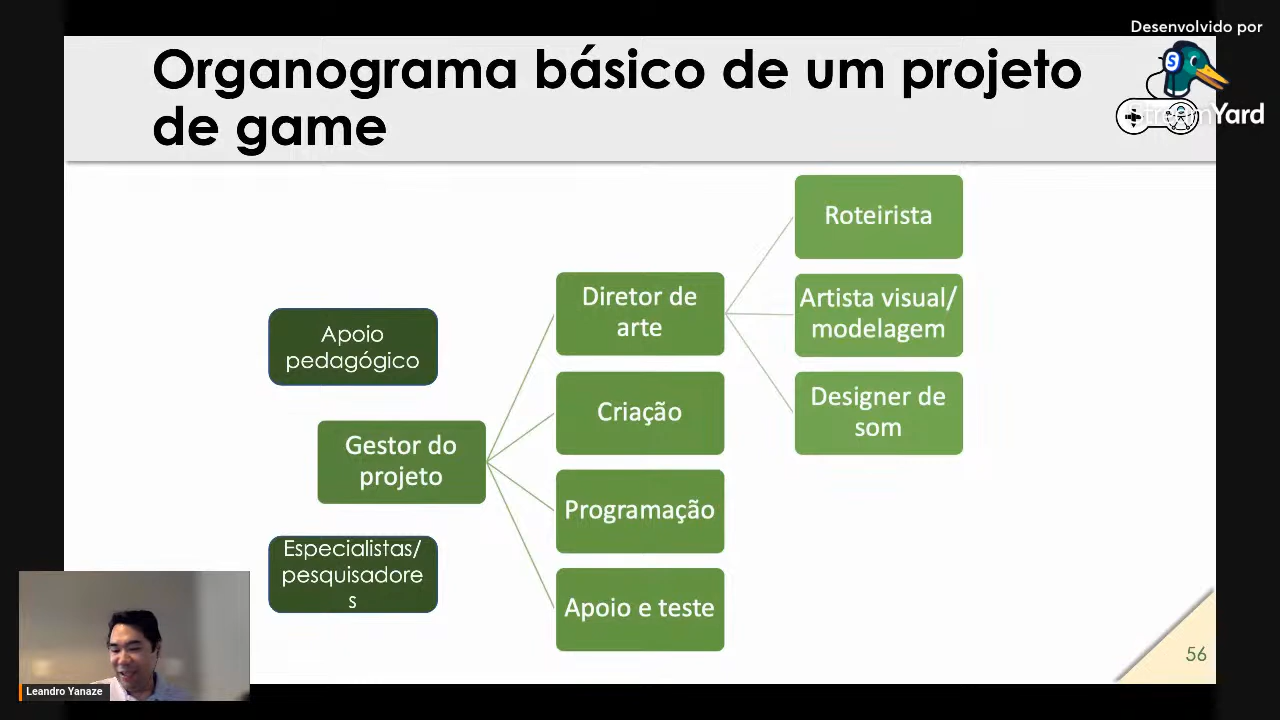 Desenvolvido por
StreamYard
Organograma básico de um projeto
de game
Roteirista
Diretor de
arte
Artista visual/
modelagem
Apoio
pedagógico
Criação
Designer de
som
Gestor do
projeto
Programação
Especialistas/
pesquisadore
s
Apoio e teste
56
Leandro Yanaze